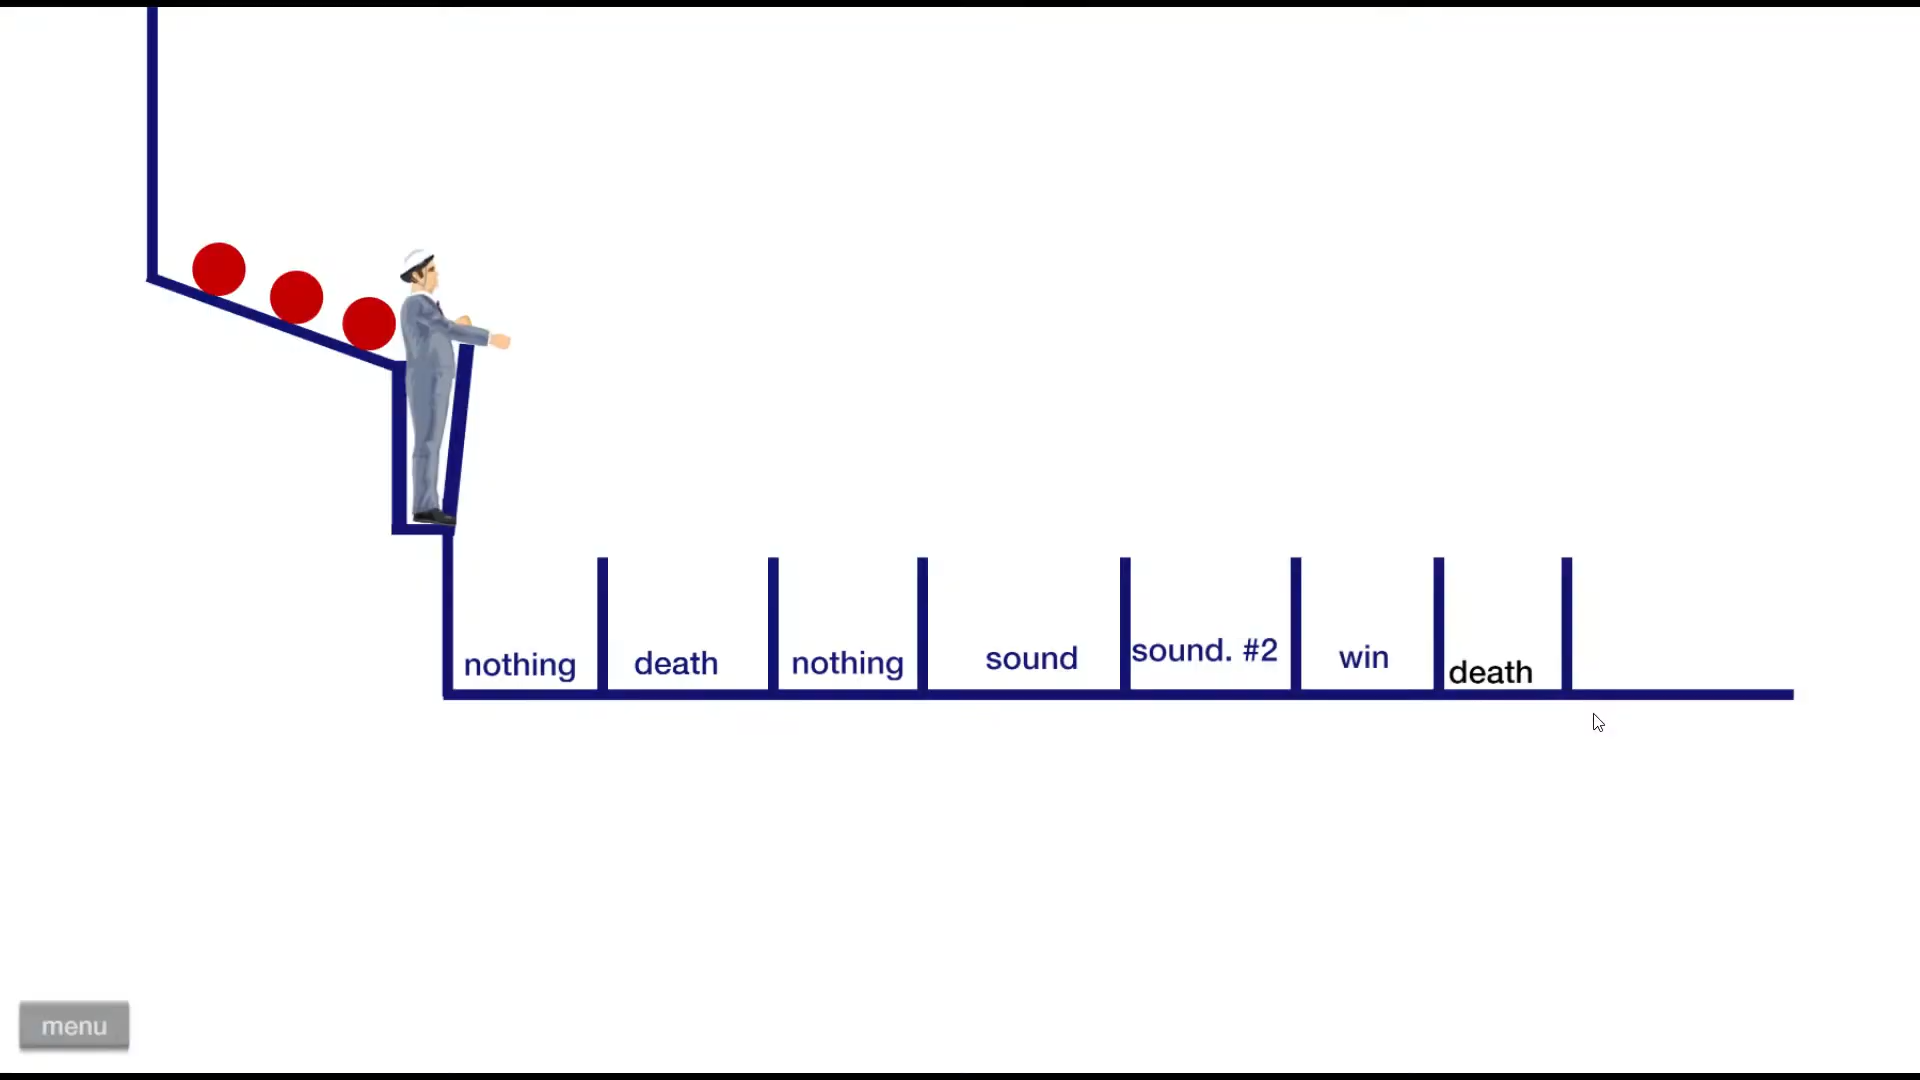 nothing
death
nothing
sound
sound. #2
win
death
menu